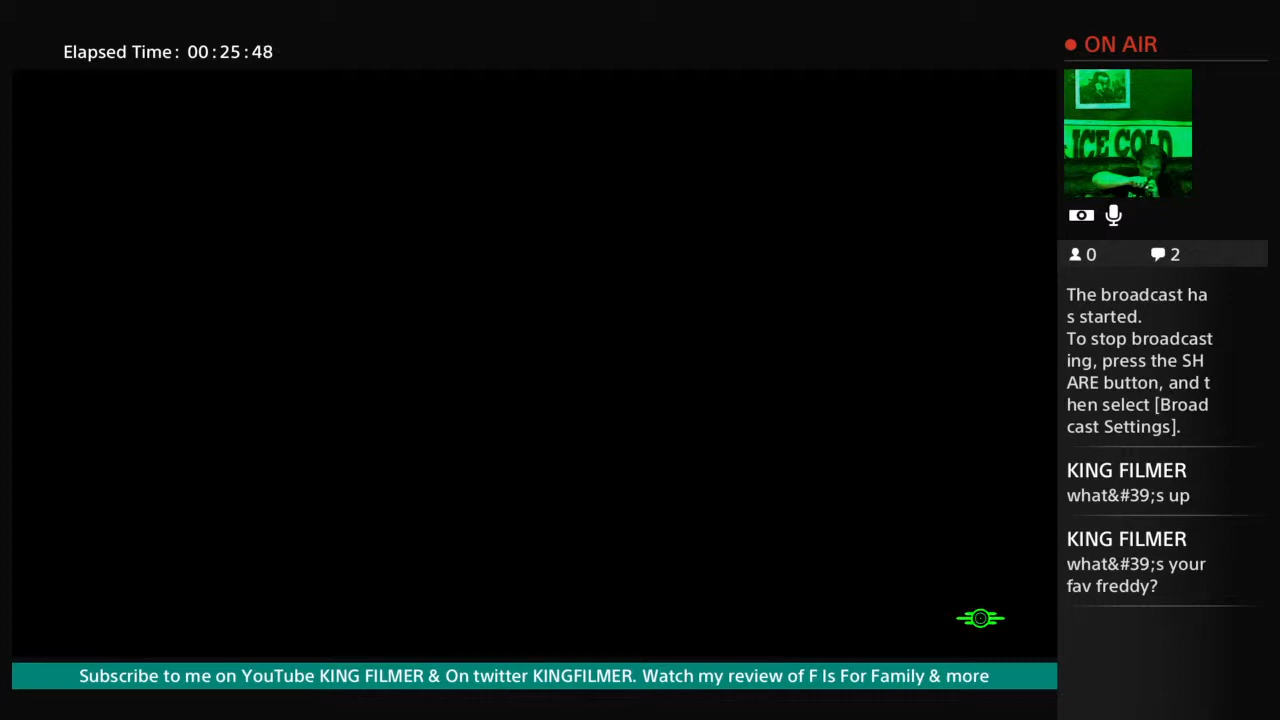 Elapsed Time: 00:25:48
ON AIR
ICE COLD
0 2
The broadcast ha
s started.
To stop broadcast
ing, press the SH
ARE button, and t
hen select [Broad
cast Settings].
KING FILMER
what&#39;s up
KING FILMER
what&#39;s your
fav freddy?
Subscribe to me on YouTube KING FILMER & On twitter KINGFILMER. Watch my review of F Is For Family & more